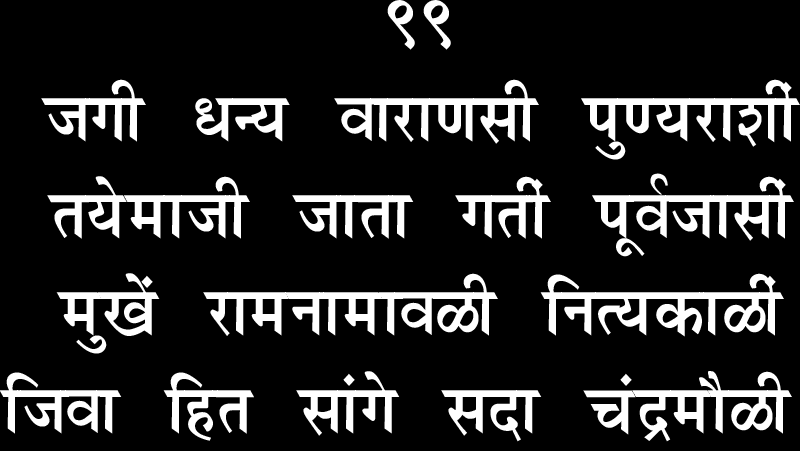 ९९
जगी धन्य वाराणसी पुण्यराशीं
तयेमाजी जाता गतीं पूर्वजासीं
मुखें रामनामावळी नित्यकाळीं
जिवा हित सांगे सदा चंद्रमौळी